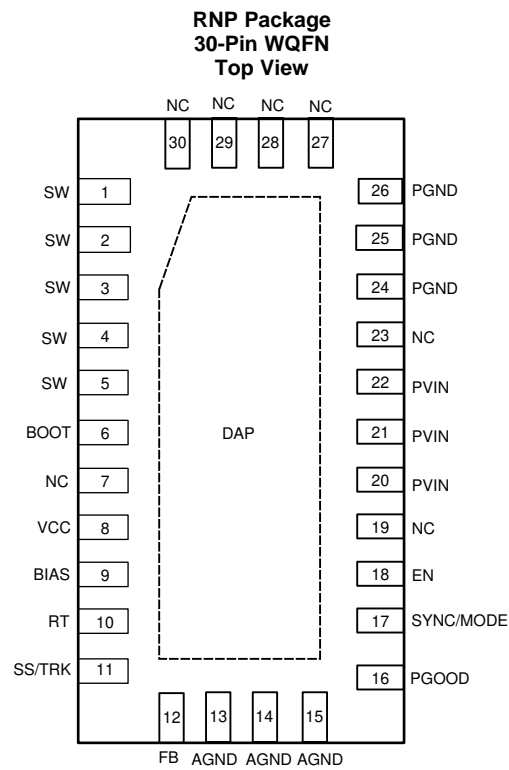 RNP Package
30-Pin WQFN
Top View
NC NC NC NC
30 29 28 27
SW 1 26 PGND
SW 2 25 PGND
SW 3 24 PGND
SW 4 23 NC
SW 5 22 PVIN
BOOT 6 DAP 21 PVIN
NC 7 20 PVIN
VCC 8 19 NC
BIAS 9 18 EN
RT 10 17 SYNC/MODE
SS/TRK 11 16 PGOOD
12 13 14 15
FB AGND AGND AGND